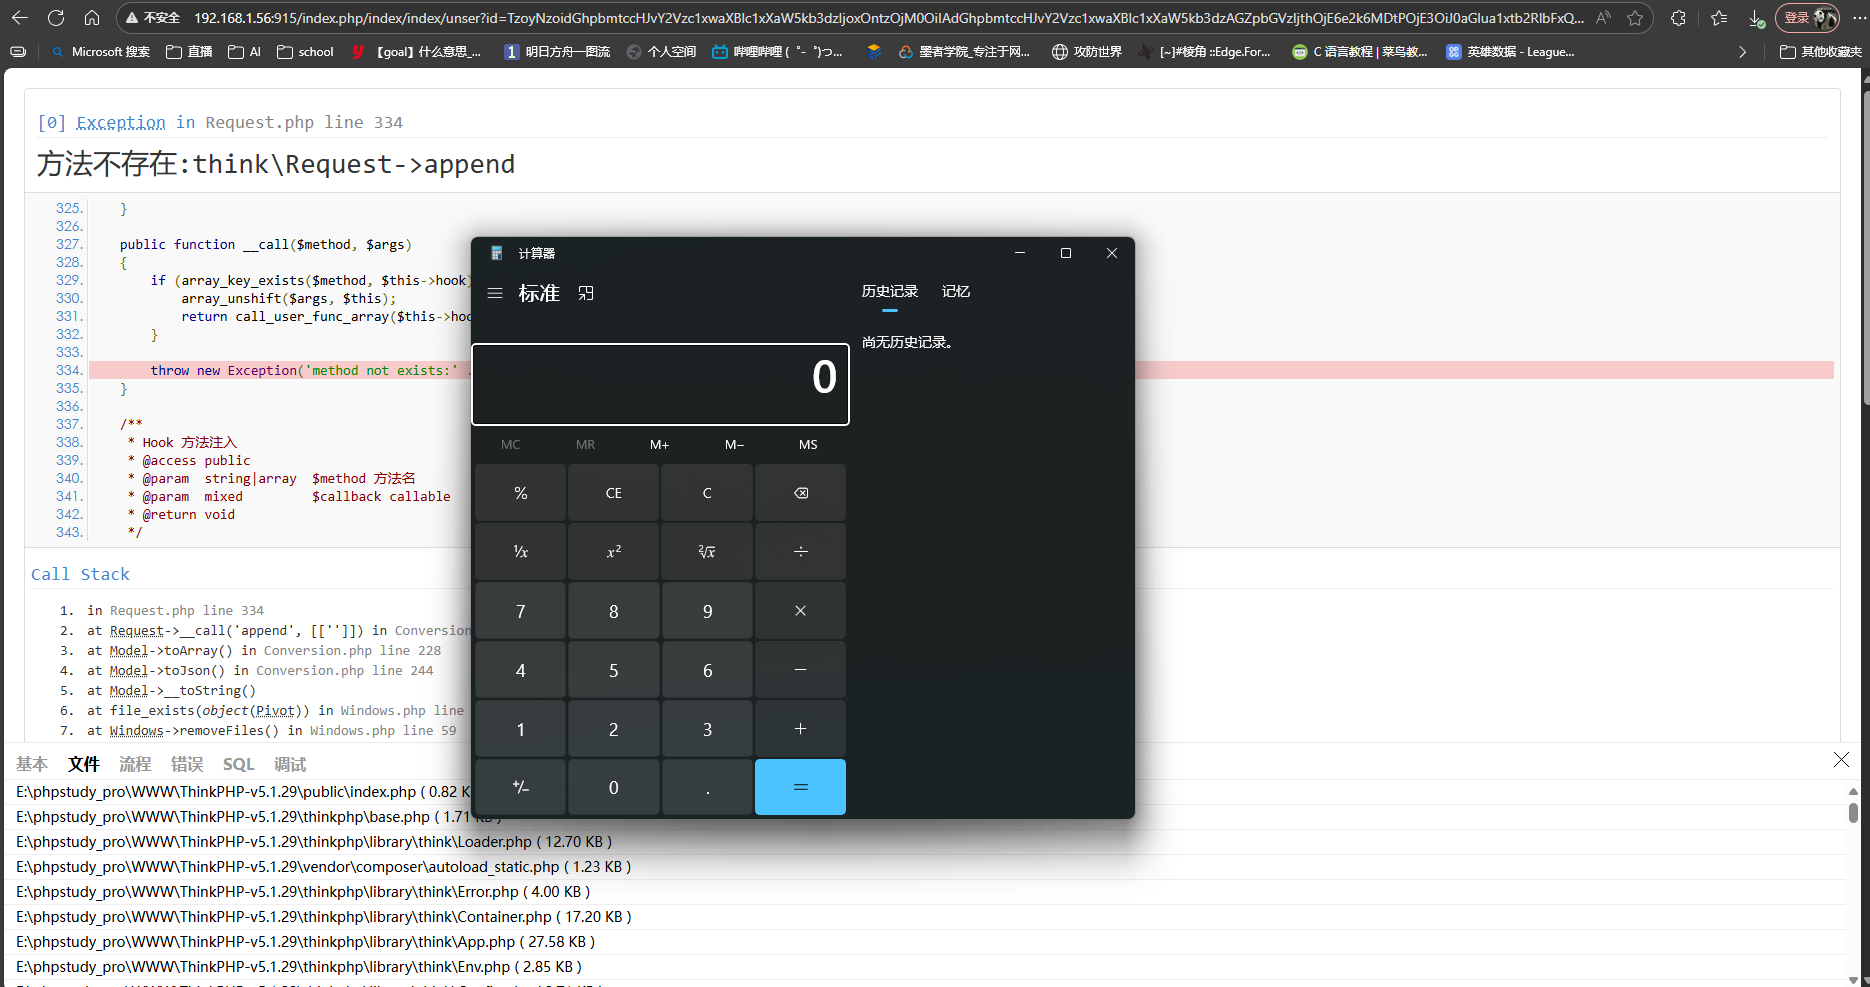 不安全 192.168.1.56:915/index.php/index/index/unser?id=TzoyNzoidGhpbmtccHJvY2Vzc1xwaXBlc1xXaW5kb3dzIjoxOntzOjM0OiIAdGhpbmtccHJvY2Vzc1xwaXBlc1xXaW5kb3dzAGZpbGVzIjthOjE6e2k6MDtPOjE3OiJ0aGlua1xtb2RlbFxQ... 登录
Microsoft 搜索 直播 AI school 【goal】什么意思_... 明日方舟一图流 个人空间 哔哩哔哩 (゜-゜)つ... 墨者学院_专注于网... 攻防世界 [~]#棱角 ::Edge.For... C 语言教程 | 菜鸟教... 英雄数据 - League... 其他收藏夹
[0] Exception in Request.php line 334
方法不存在:think\Request->append
325. }
326.
327. public function __call($method, $args)
328. {
329. if (array_key_exists($method, $this->hook)
330. array_unshift($args, $this);
331. return call_user_func_array($this->hoo
332. }
333.
334. throw new Exception('method not exists:' .
335. }
336.
337. /**
338. * Hook 方法注入
339. * @access public
340. * @param string|array $method 方法名
341. * @param mixed $callback callable
342. * @return void
343. */
Call Stack
1. in Request.php line 334
2. at Request->__call('append', [['']]) in Conversion
3. at Model->toArray() in Conversion.php line 228
4. at Model->toJson() in Conversion.php line 244
5. at Model->__toString()
6. at file_exists(object(Pivot)) in Windows.php line
7. at Windows->removeFiles() in Windows.php line 59
计算器
标准
历史记录 记忆
尚无历史记录。
0
MC MR M+ M− MS
% CE C
⅟x x² ²√x ÷
7 8 9 ×
4 5 6 −
1 2 3 +
+/− 0 . =
基本 文件 流程 错误 SQL 调试
E:\phpstudy_pro\WWW\ThinkPHP-v5.1.29\public\index.php ( 0.82 K
E:\phpstudy_pro\WWW\ThinkPHP-v5.1.29\thinkphp\base.php ( 1.71 KB )
E:\phpstudy_pro\WWW\ThinkPHP-v5.1.29\thinkphp\library\think\Loader.php ( 12.70 KB )
E:\phpstudy_pro\WWW\ThinkPHP-v5.1.29\vendor\composer\autoload_static.php ( 1.23 KB )
E:\phpstudy_pro\WWW\ThinkPHP-v5.1.29\thinkphp\library\think\Error.php ( 4.00 KB )
E:\phpstudy_pro\WWW\ThinkPHP-v5.1.29\thinkphp\library\think\Container.php ( 17.20 KB )
E:\phpstudy_pro\WWW\ThinkPHP-v5.1.29\thinkphp\library\think\App.php ( 27.58 KB )
E:\phpstudy_pro\WWW\ThinkPHP-v5.1.29\thinkphp\library\think\Env.php ( 2.85 KB )